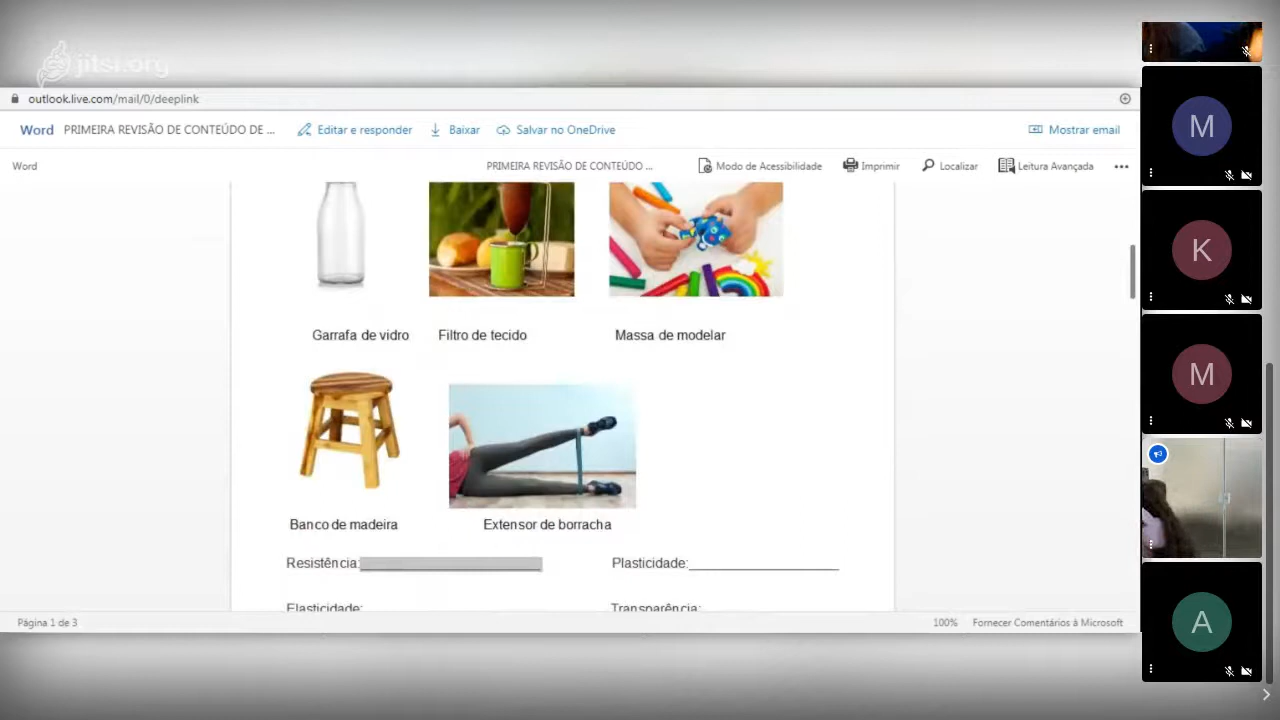 jitsi.org
outlook.live.com/mail/0/deeplink
Word PRIMEIRA REVISÃO DE CONTEÚDO DE ... Editar e responder Baixar Salvar no OneDrive Mostrar email
Word PRIMEIRA REVISÃO DE CONTEÚDO ... Modo de Acessibilidade Imprimir Localizar Leitura Avançada
Garrafa de vidro Filtro de tecido Massa de modelar
Banco de madeira Extensor de borracha
Resistência: Plasticidade:
Elasticidade: Transparência:
Página 1 de 3 100% Fornecer Comentários à Microsoft
M
K
M
A